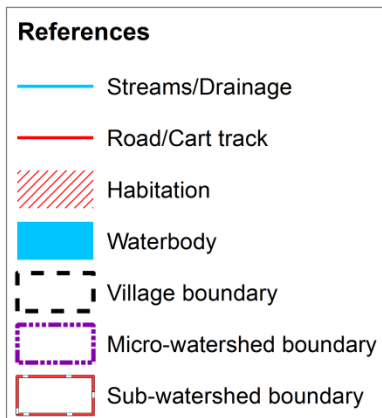 References
Streams/Drainage
Road/Cart track
Habitation
Waterbody
Village boundary
Micro-watershed boundary
Sub-watershed boundary